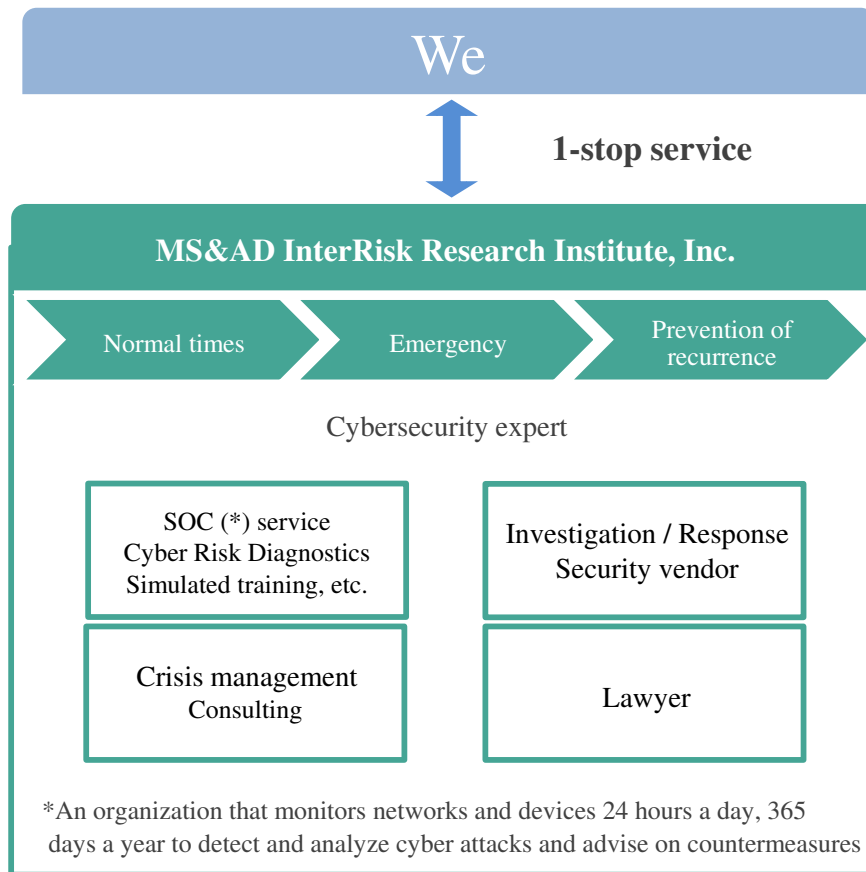 We
1-stop service
MS&AD InterRisk Research Institute, Inc.
Normal times
Emergency
Prevention of
recurrence
Cybersecurity expert
SOC (*) service
Cyber Risk Diagnostics
Simulated training, etc.
Investigation / Response
Security vendor
Crisis management
Consulting
Lawyer
*An organization that monitors networks and devices 24 hours a day, 365
days a year to detect and analyze cyber attacks and advise on countermeasures